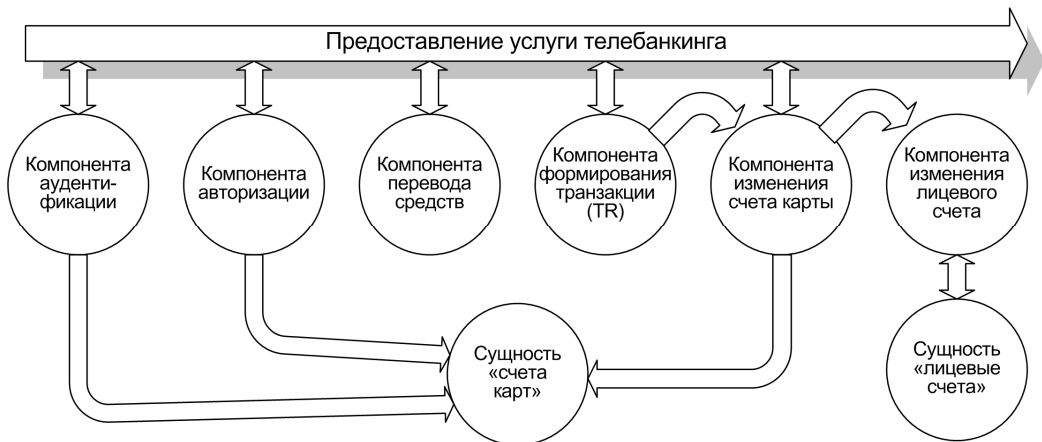 Предоставление услуги телебанкинга
Компонента
ауденти-
фикации
Компонента
авторизации
Компонента
перевода
средств
Компонента
формирования
транзакции
(TR)
Компонента
изменения
счета карты
Компонента
изменения
лицевого
счета
Сущность
«счета
карт»
Сущность
«лицевые
счета»